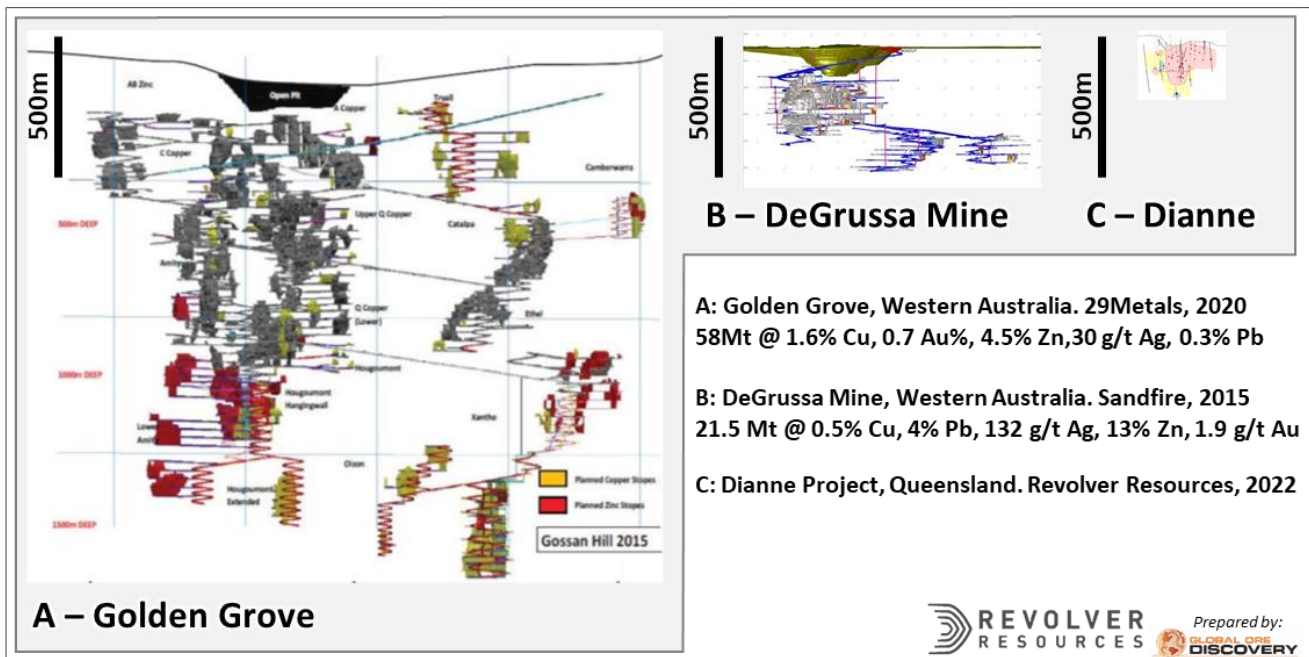 500m
AB Zinc
Open Pit
A Copper
Trusll
C Copper
Camberwarra
500m DEEP
Upper Q Copper
Catalpa
Amity
Q Copper
(Lower)
Ethel
1000m DEEP
Hougoumont
Hougoumont
Hangingwall
Xantho
Lower
Amity
Oizon
Hougoumont
Extended
1500m DEEP
Planned Copper Stopes
Planned Zinc Stopes
Gossan Hill 2015
A – Golden Grove
500m
B – DeGrussa Mine
500m
C – Dianne
A: Golden Grove, Western Australia. 29Metals, 2020
58Mt @ 1.6% Cu, 0.7 Au%, 4.5% Zn,30 g/t Ag, 0.3% Pb
B: DeGrussa Mine, Western Australia. Sandfire, 2015
21.5 Mt @ 0.5% Cu, 4% Pb, 132 g/t Ag, 13% Zn, 1.9 g/t Au
C: Dianne Project, Queensland. Revolver Resources, 2022
REVOLVER
RESOURCES
Prepared by:
GLOBAL ORE
DISCOVERY